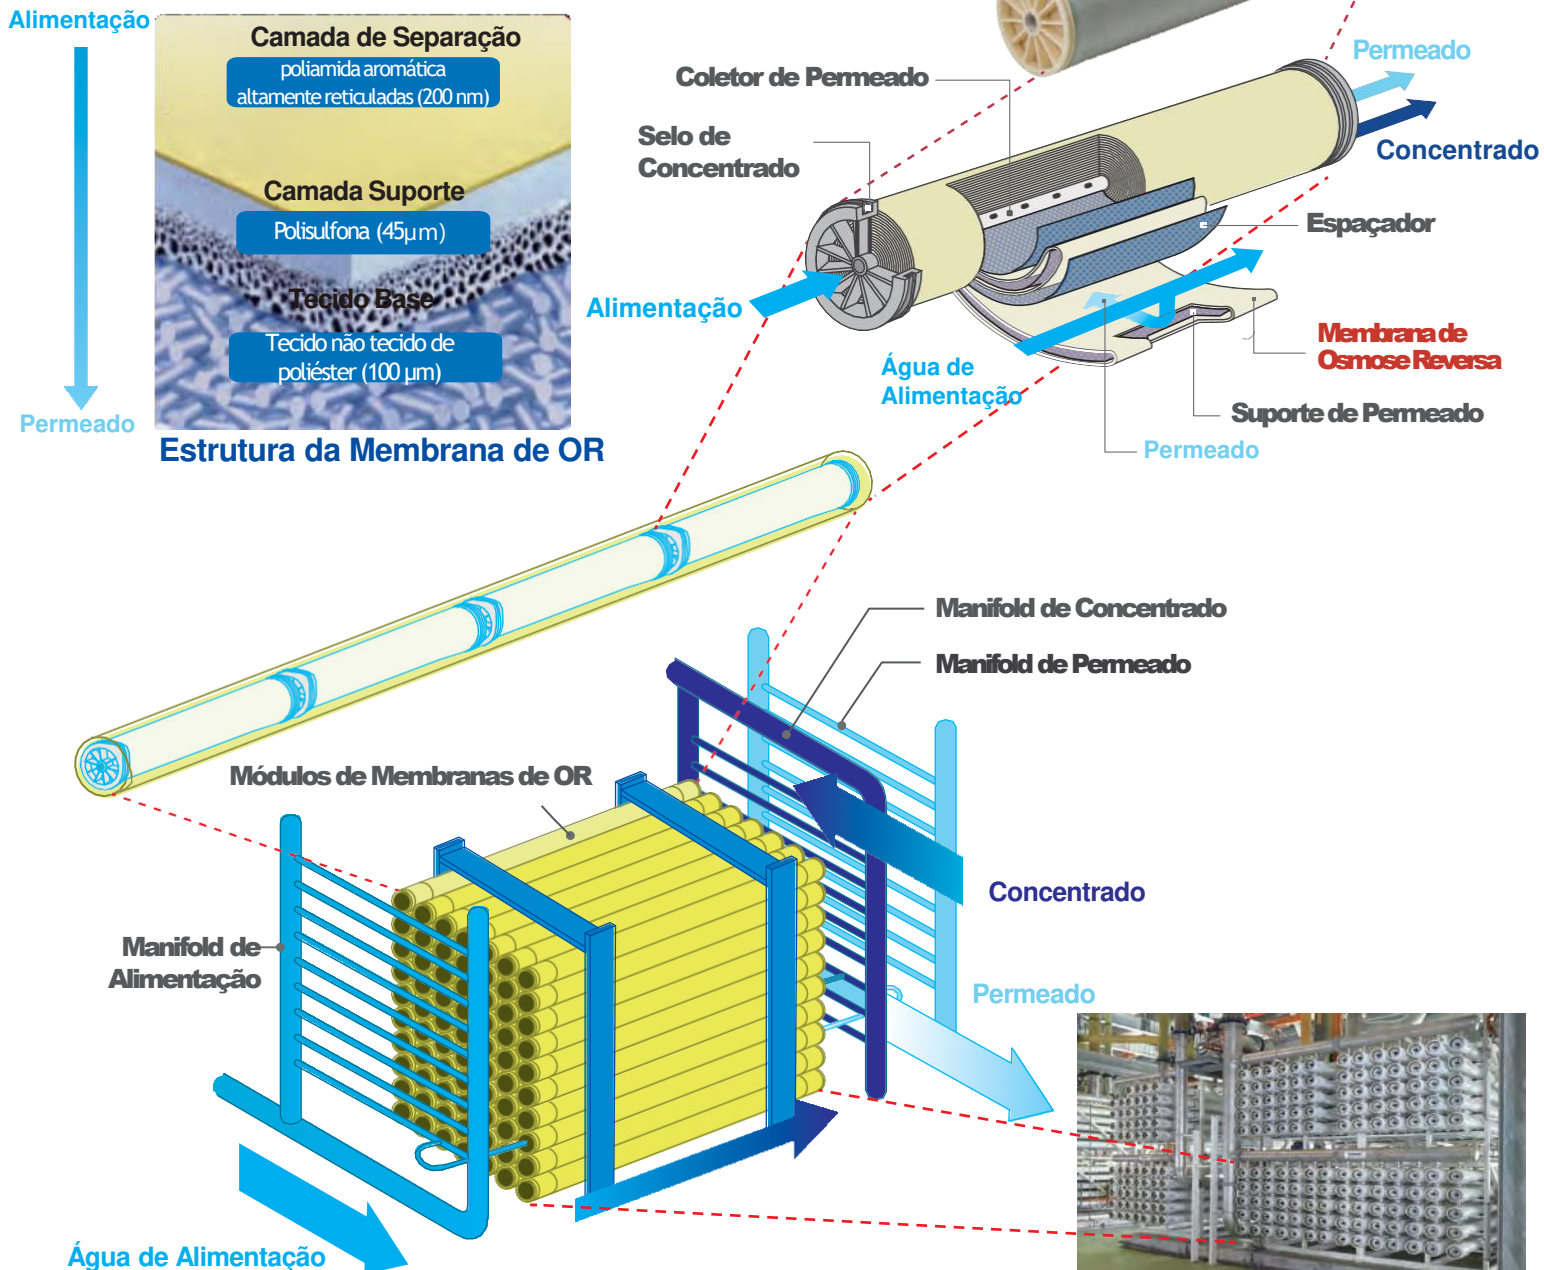 Alimentação
Camada de Separação
poliamida aromática
altamente reticuladas (200 nm)
Camada Suporte
Polisulfona (45µm)
Tecido Base
Tecido não tecido de
poliéster (100 µm)
Permeado
Estrutura da Membrana de OR
Coletor de Permeado
Selo de
Concentrado
Alimentação
Permeado
Concentrado
Espaçador
Água de
Alimentação
Membrana de
Osmose Reversa
Suporte de Permeado
Permeado
Manifold de Concentrado
Manifold de Permeado
Módulos de Membranas de OR
Concentrado
Manifold de
Alimentação
Permeado
Água de Alimentação